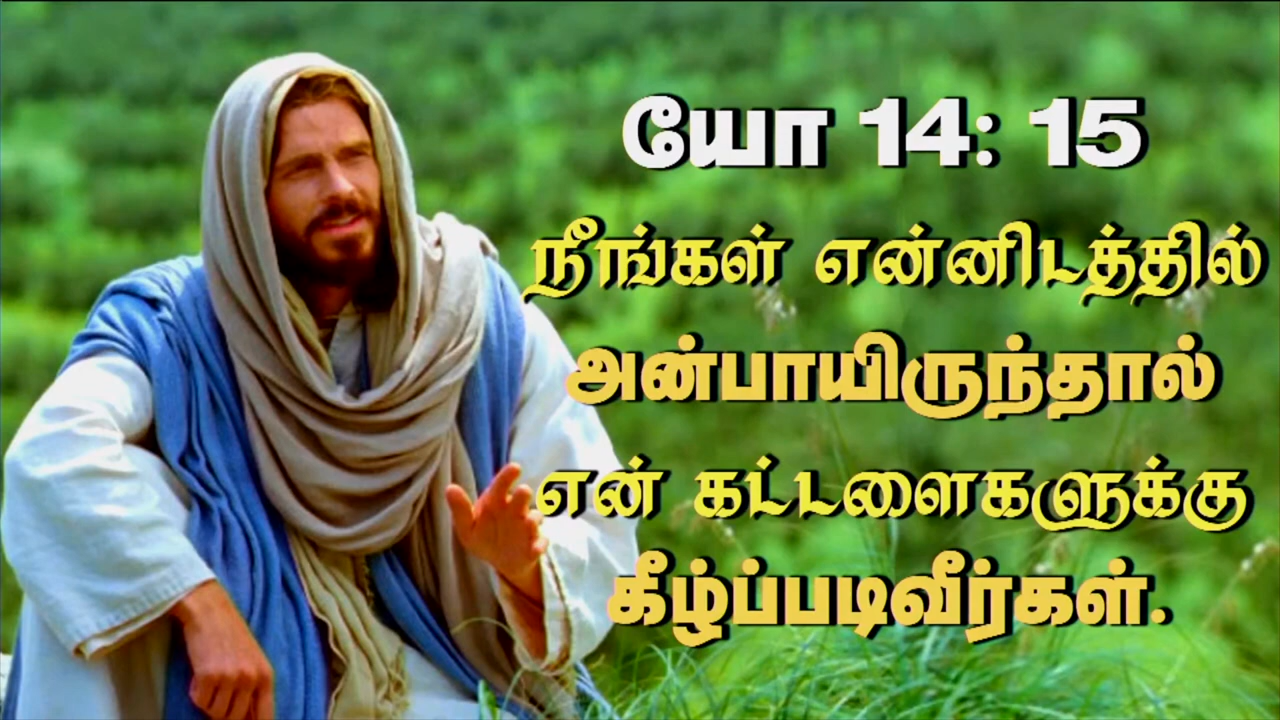 யோ 14: 15
நீங்கள் என்னிடத்தில்
அன்பாயிருந்தால்
என் கட்டளைகளுக்கு
கீழ்ப்படிவீர்கள்.